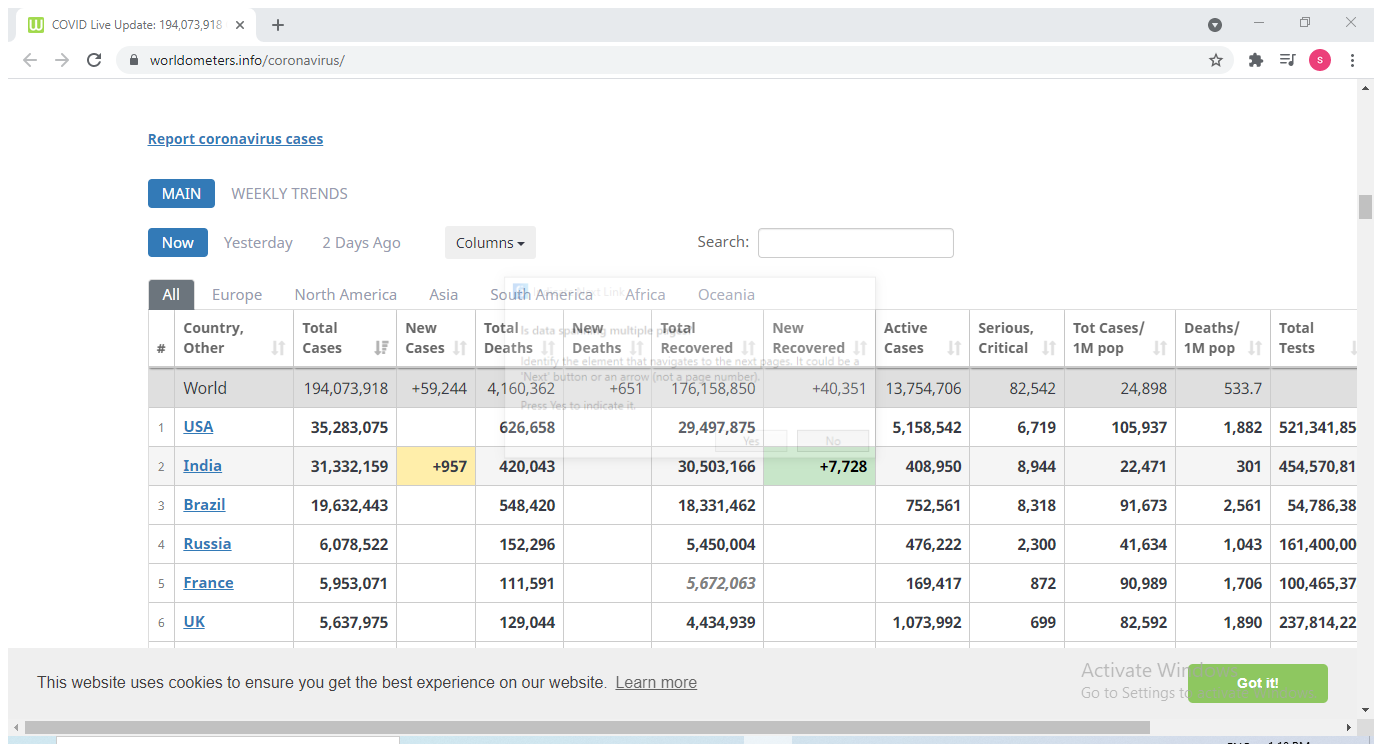 COVID Live Update: 194,073,918
worldometers.info/coronavirus/
s
Report coronavirus cases
MAIN WEEKLY TRENDS
Now Yesterday 2 Days Ago Columns Search:
All Europe North America Asia South America Africa Oceania
# Country, Other Total Cases New Cases Total Deaths New Deaths Total Recovered New Recovered Active Cases Serious, Critical Tot Cases/ 1M pop Deaths/ 1M pop Total Tests
World 194,073,918 +59,244 4,160,362 +651 176,158,850 +40,351 13,754,706 82,542 24,898 533.7
1 USA 35,283,075 626,658 29,497,875 5,158,542 6,719 105,937 1,882 521,341,85
2 India 31,332,159 +957 420,043 30,503,166 +7,728 408,950 8,944 22,471 301 454,570,81
3 Brazil 19,632,443 548,420 18,331,462 752,561 8,318 91,673 2,561 54,786,38
4 Russia 6,078,522 152,296 5,450,004 476,222 2,300 41,634 1,043 161,400,00
5 France 5,953,071 111,591 5,672,063 169,417 872 90,989 1,706 100,465,37
6 UK 5,637,975 129,044 4,434,939 1,073,992 699 82,592 1,890 237,814,22
Is data spanning multiple
Identify the element that navigates to the next pages. It could be a
'Next' button or an arrow (not a page number).
Press Yes to indicate it.
Yes No
This website uses cookies to ensure you get the best experience on our website. Learn more
Got it!
Activate Win
Go to Settings to